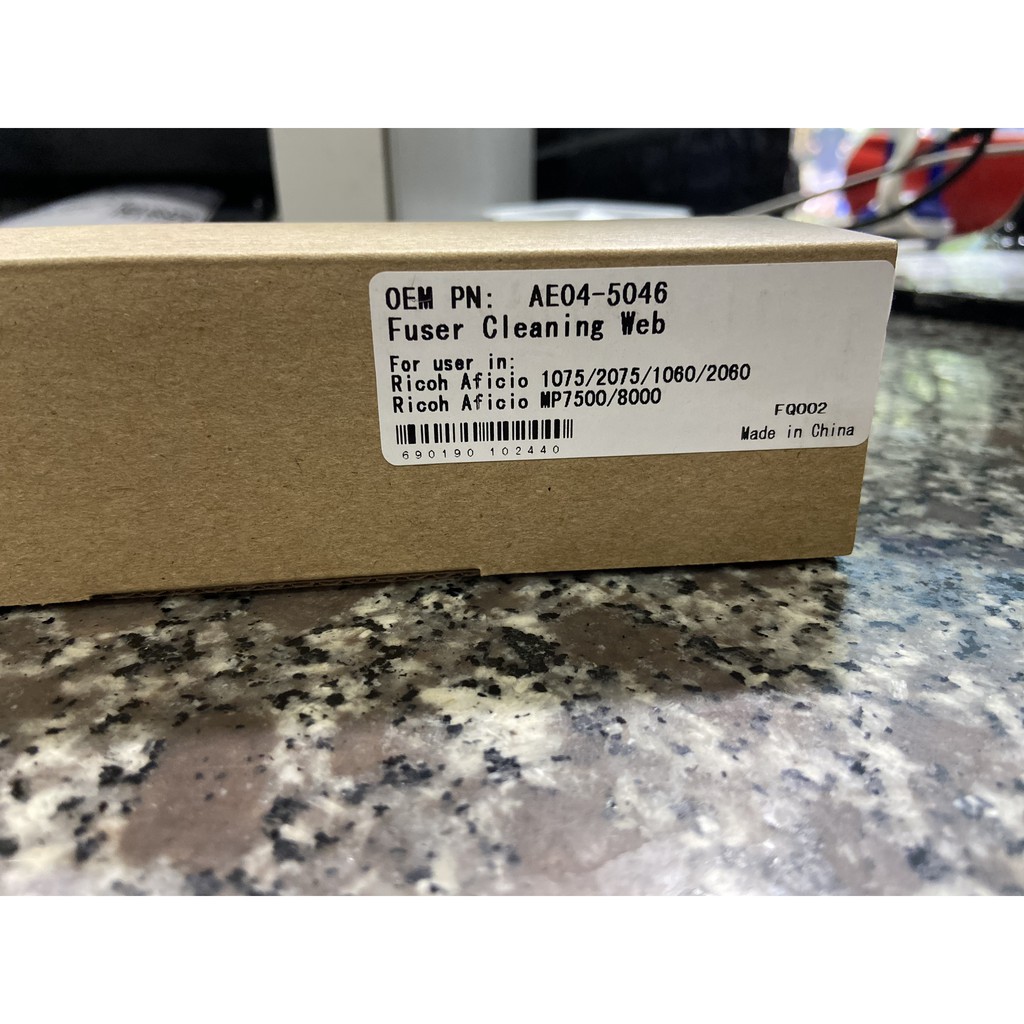 OEM PN: AE04-5046
Fuser Cleaning Web
For user in:
Ricoh Aficio 1075/2075/1060/2060
Ricoh Aficio MP7500/8000
FQ002
690190 102440
Made in China